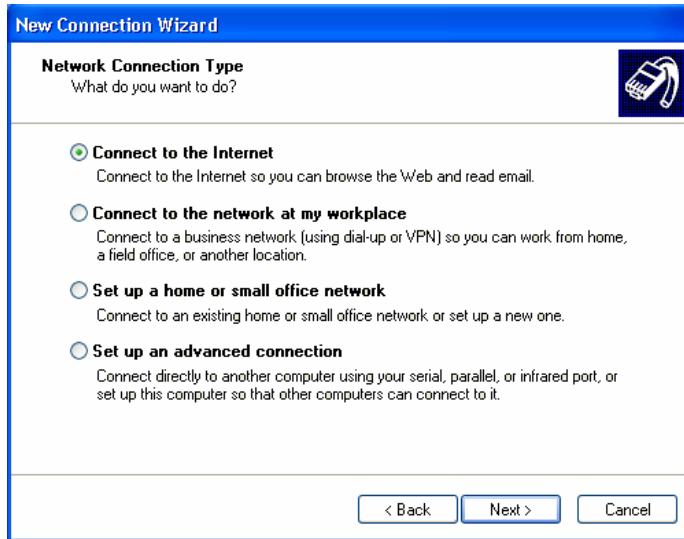 New Connection Wizard
Network Connection Type
What do you want to do?
Connect to the Internet
Connect to the Internet so you can browse the Web and read email.
Connect to the network at my workplace
Connect to a business network (using dial-up or VPN) so you can work from home,
a field office, or another location.
Set up a home or small office network
Connect to an existing home or small office network or set up a new one.
Set up an advanced connection
Connect directly to another computer using your serial, parallel, or infrared port, or
set up this computer so that other computers can connect to it.
< Back Next > Cancel